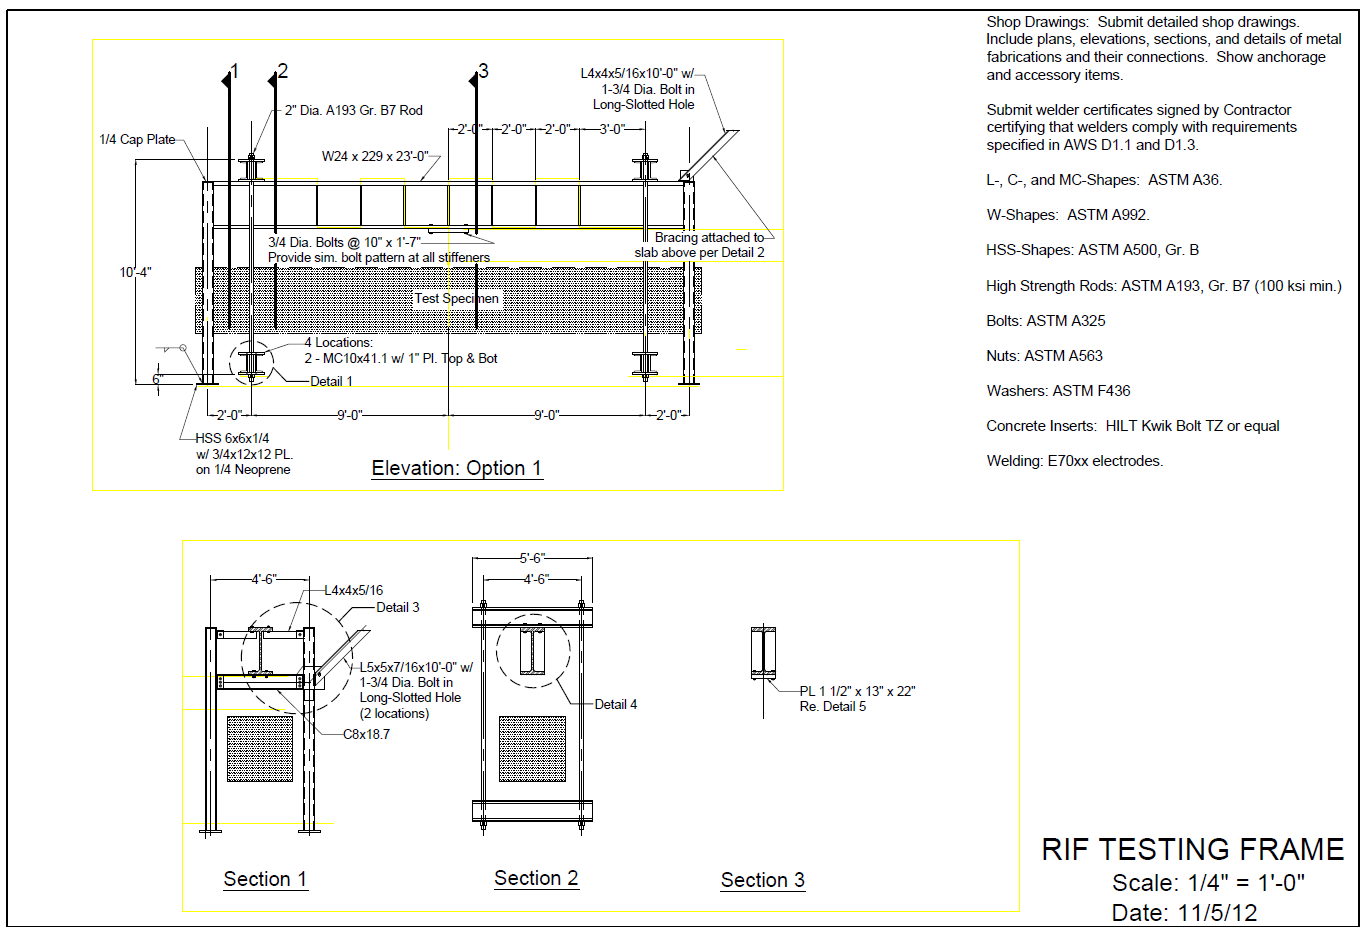 Shop Drawings:  Submit detailed shop drawings.
Include plans, elevations, sections, and details of metal
fabrications and their connections.  Show anchorage
and accessory items.
Submit welder certificates signed by Contractor
certifying that welders comply with requirements
specified in AWS D1.1 and D1.3.
L-, C-, and MC-Shapes:  ASTM A36.
W-Shapes:  ASTM A992.
HSS-Shapes: ASTM A500, Gr. B
High Strength Rods: ASTM A193, Gr. B7 (100 ksi min.)
Bolts: ASTM A325
Nuts: ASTM A563
Washers: ASTM F436
Concrete Inserts:  HILT Kwik Bolt TZ or equal
Welding: E70xx electrodes.
1
2
3
L4x4x5/16x10'-0" w/
1-3/4 Dia. Bolt in
Long-Slotted Hole
2" Dia. A193 Gr. B7 Rod
1/4 Cap Plate
2'-0"
2'-0"
2'-0"
3'-0"
W24 x 229 x 23'-0"
3/4 Dia. Bolts @ 10" x 1'-7"
Provide sim. bolt pattern at all stiffeners
Bracing attached to
slab above per Detail 2
10'-4"
Test Specimen
4 Locations:
2 - MC10x41.1 w/ 1" Pl. Top & Bot
Detail 1
6"
2'-0"
9'-0"
9'-0"
2'-0"
HSS 6x6x1/4
w/ 3/4x12x12 PL.
on 1/4 Neoprene
Elevation: Option 1
4'-6"
L4x4x5/16
Detail 3
L5x5x7/16x10'-0" w/
1-3/4 Dia. Bolt in
Long-Slotted Hole
(2 locations)
C8x18.7
Section 1
5'-6"
4'-6"
Detail 4
Section 2
PL 1 1/2" x 13" x 22"
Re. Detail 5
Section 3
RIF TESTING FRAME
Scale: 1/4" = 1'-0"
Date: 11/5/12